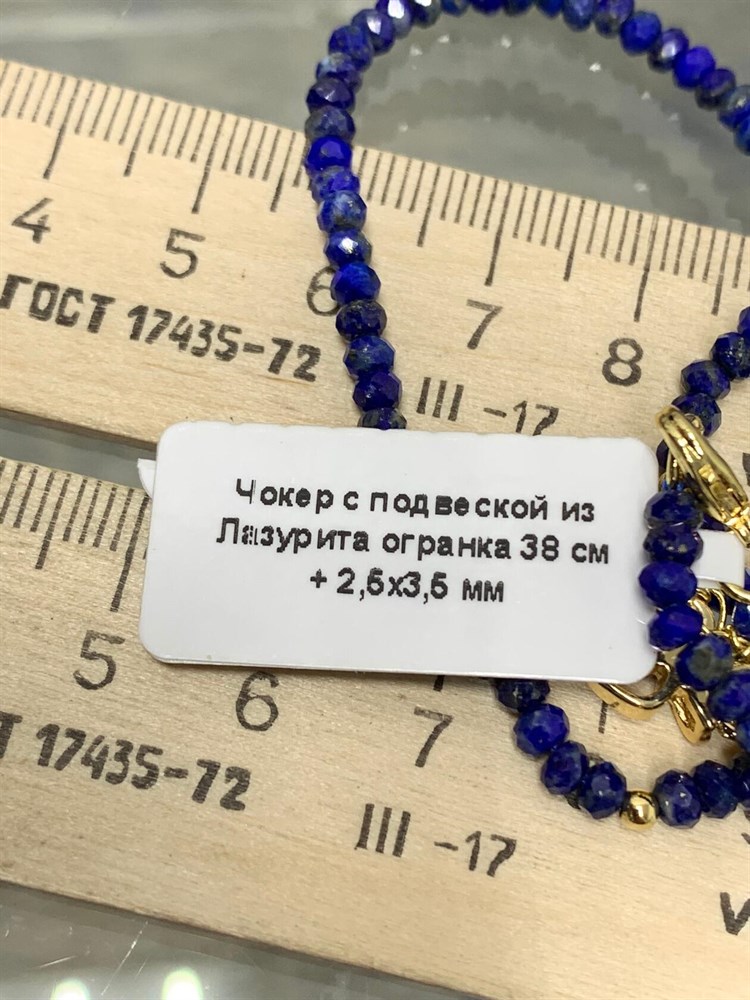 4 5 6 7 8
ГОСТ 17435-72
III -17
Чокер с подвеской из
Лазурита огранка 38 см
+ 2,5х3,5 мм
5 6 7
Т 17435-72
III -17